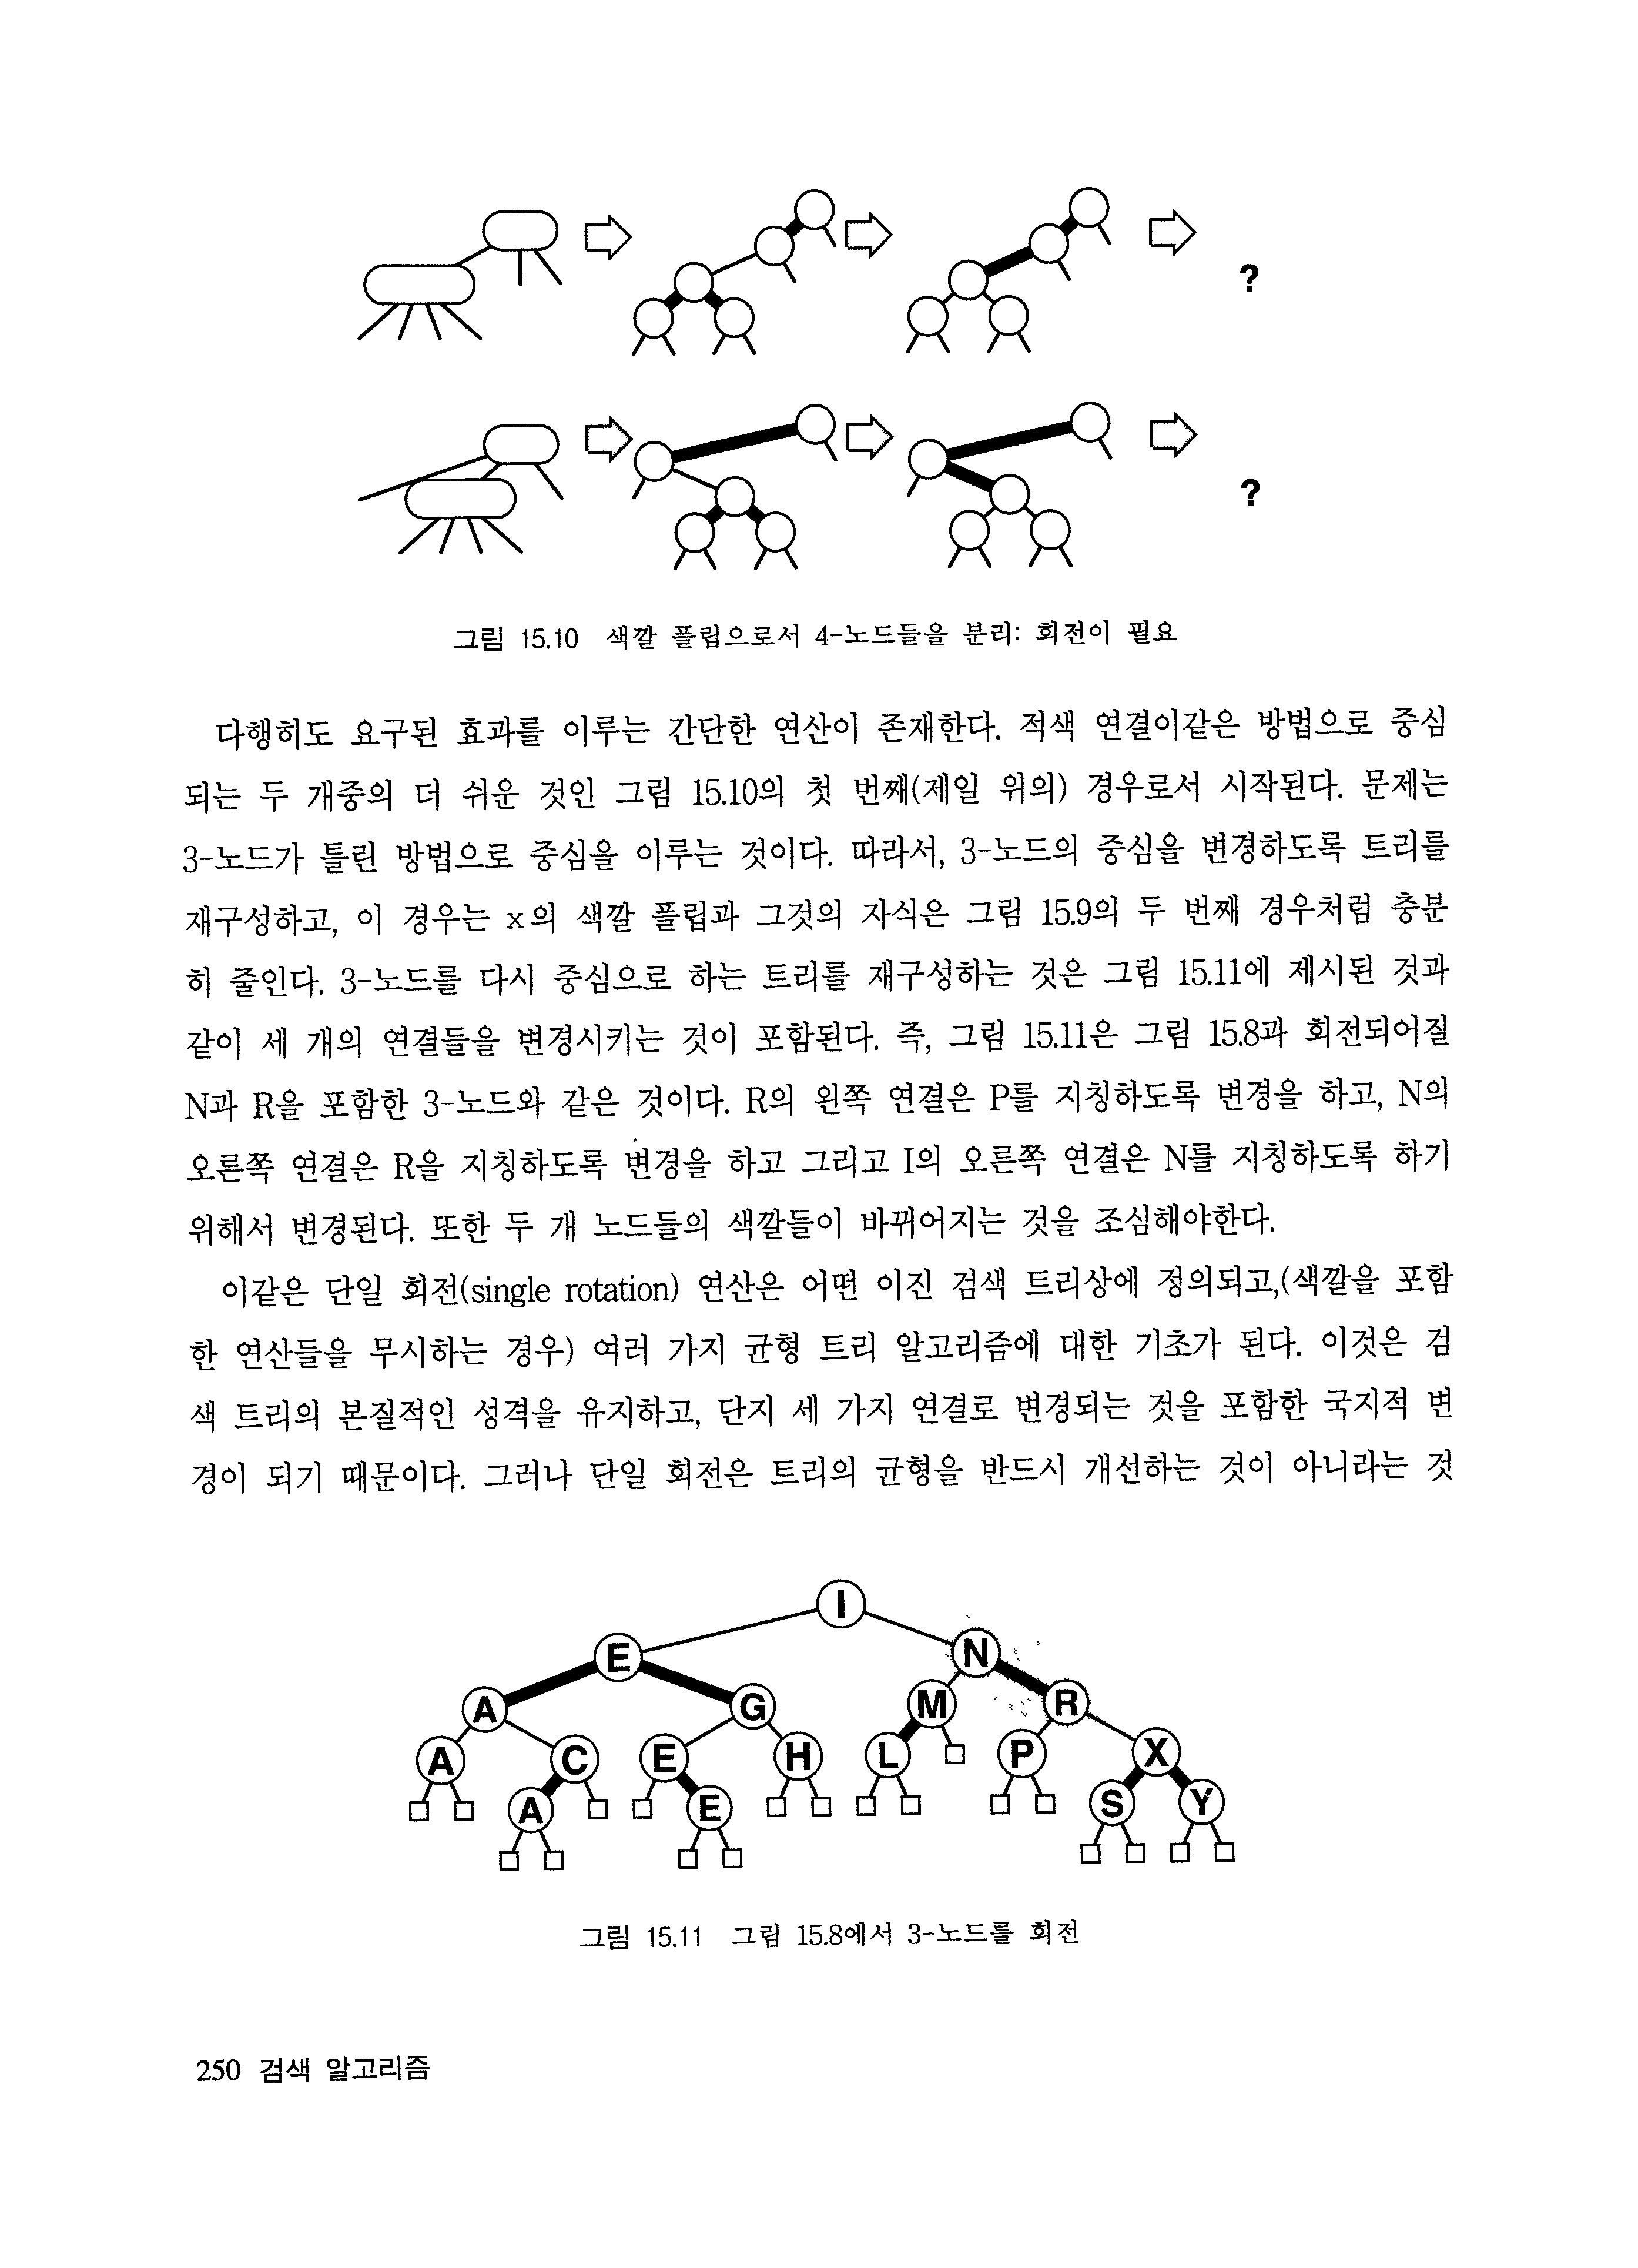 ?
?
그림 15.10 색깔 플립으로서 4-노드들을 분리: 회전이 필요
다행히도 요구된 효과를 이루는 간단한 연산이 존재한다. 적색 연결이같은 방법으로 중심
되는 두 개중의 더 쉬운 것인 그림 15.10의 첫 번째(제일 위의) 경우로서 시작된다. 문제는
3-노드가 틀린 방법으로 중심을 이루는 것이다. 따라서, 3-노드의 중심을 변경하도록 트리를
재구성하고, 이 경우는 x의 색깔 플립과 그것의 자식은 그림 15.9의 두 번째 경우처럼 충분
히 줄인다. 3-노드를 다시 중심으로 하는 트리를 재구성하는 것은 그림 15.11에 제시된 것과
같이 세 개의 연결들을 변경시키는 것이 포함된다. 즉, 그림 15.11은 그림 15.8과 회전되어질
N과 R을 포함한 3-노드와 같은 것이다. R의 왼쪽 연결은 P를 지칭하도록 변경을 하고, N의
오른쪽 연결은 R을 지칭하도록 변경을 하고 그리고 I의 오른쪽 연결은 N를 지칭하도록 하기
위해서 변경된다. 또한 두 개 노드들의 색깔들이 바뀌어지는 것을 조심해야한다.
이같은 단일 회전(single rotation) 연산은 어떤 이진 검색 트리상에 정의되고,(색깔을 포함
한 연산들을 무시하는 경우) 여러 가지 균형 트리 알고리즘에 대한 기초가 된다. 이것은 검
색 트리의 본질적인 성격을 유지하고, 단지 세 가지 연결로 변경되는 것을 포함한 국지적 변
경이 되기 때문이다. 그러나 단일 회전은 트리의 균형을 반드시 개선하는 것이 아니라는 것
I
E N
A G M R
A C E H L P X
A E S Y
그림 15.11 그림 15.8에서 3-노드를 회전
250 검색 알고리즘